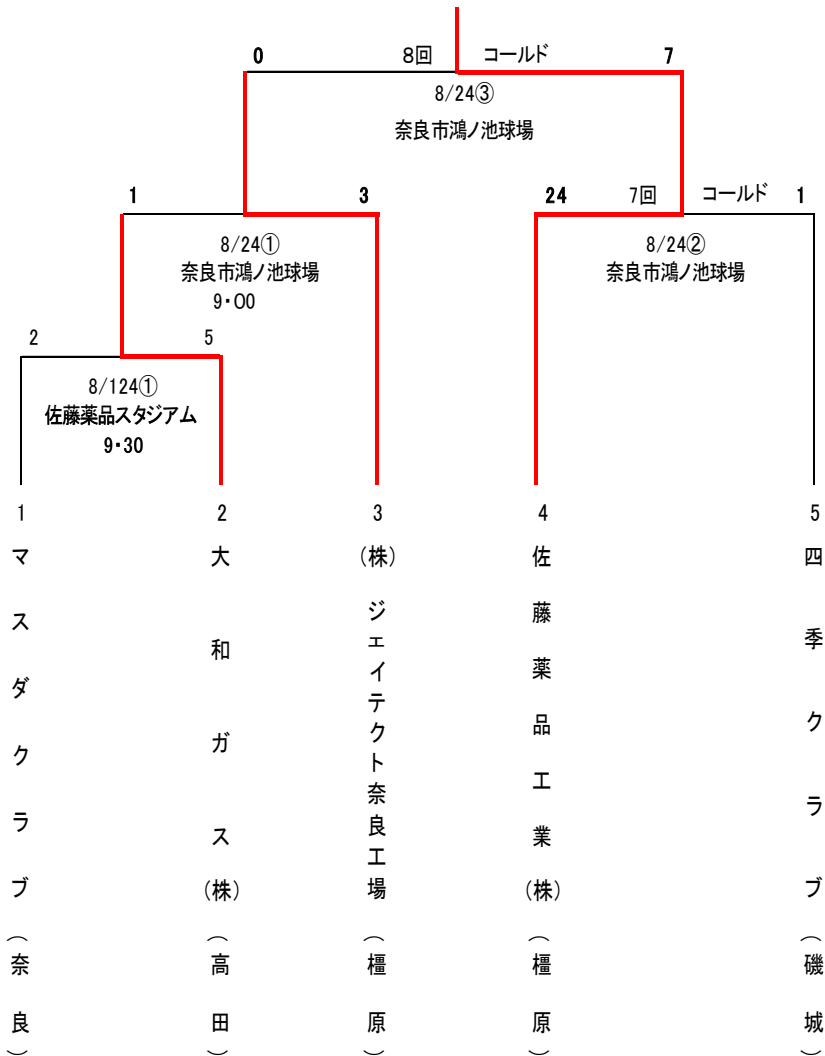 0 8回 コールド 7
8/24③
奈良市鴻ノ池球場
1 3 24 7回 コールド 1
8/24① 8/24②
奈良市鴻ノ池球場 奈良市鴻ノ池球場
9・00
2 5
8/124①
佐藤薬品スタジアム
9・30
1 2 3 4 5
マスダクラブ(奈良)
大和ガス(株)(高田)
(株)ジェイテクト奈良工場(橿原)
佐藤薬品工業(株)(橿原)
四季クラブ(磯城)